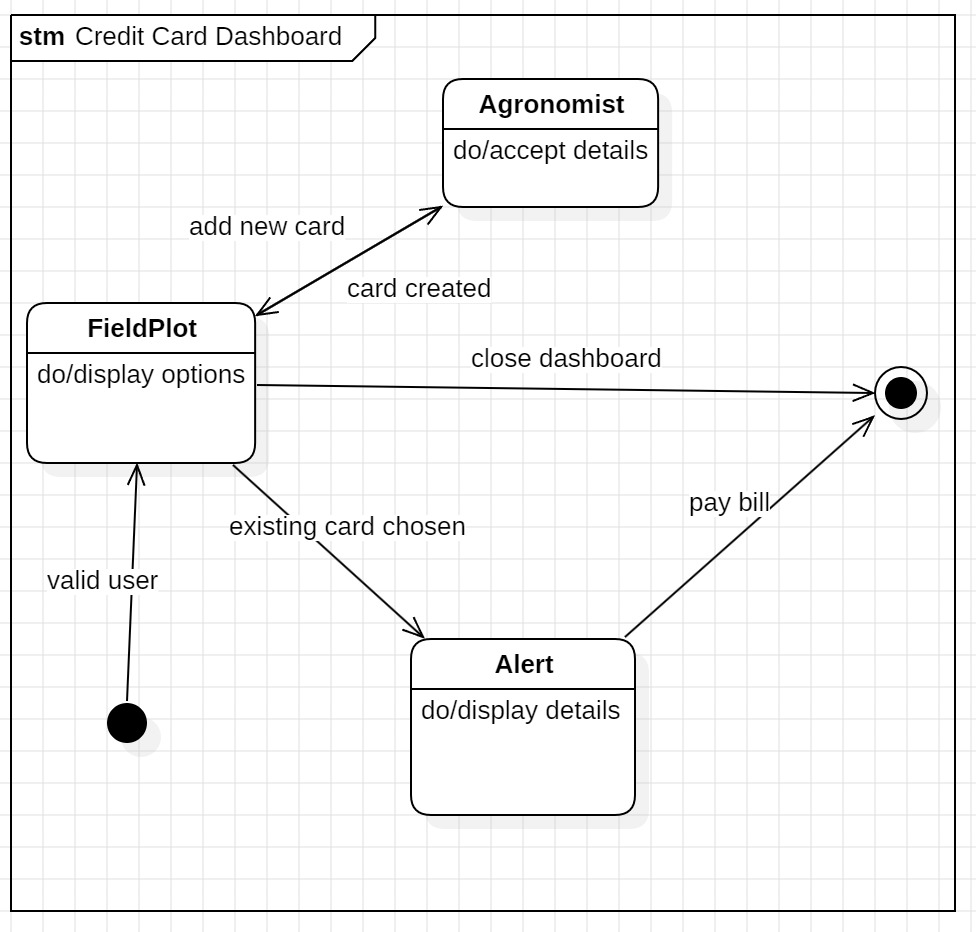 stm Credit Card Dashboard
Agronomist
do/accept details
add new card
card created
FieldPlot
do/display options
close dashboard
existing card chosen
pay bill
valid user
Alert
do/display details